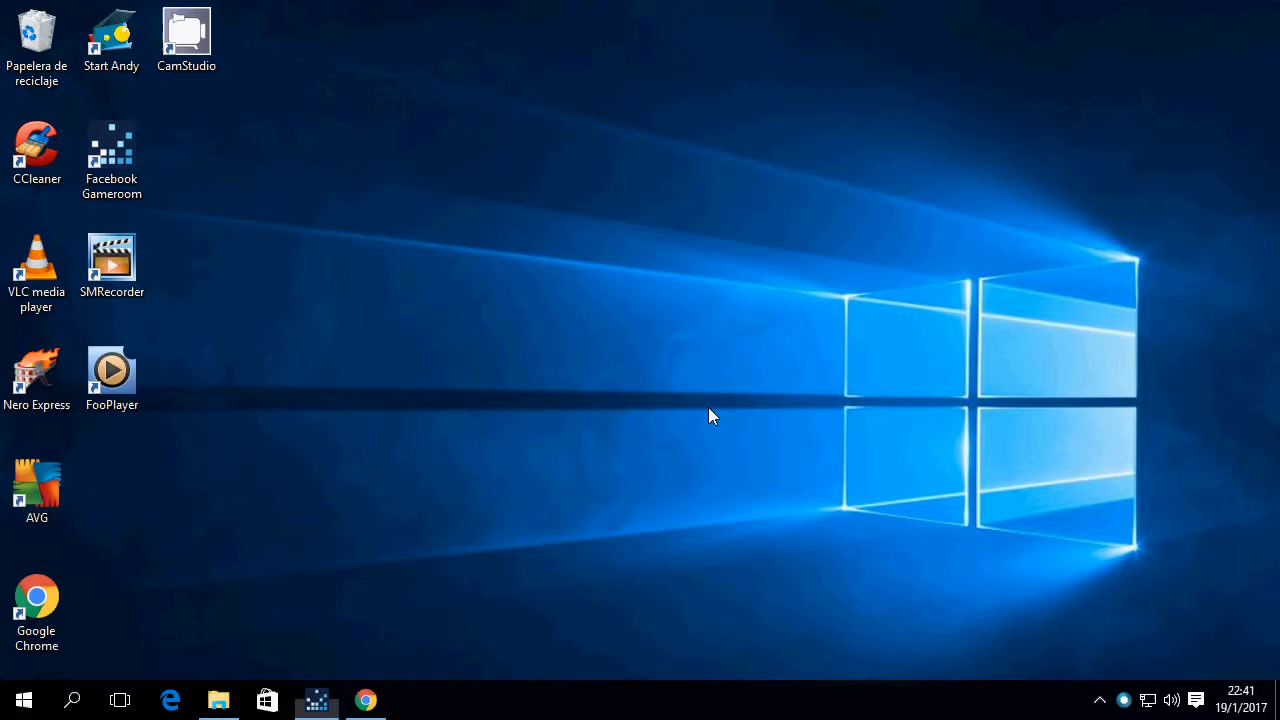 Papelera de
reciclaje
Start Andy
CamStudio
CCleaner
Facebook
Gameroom
VLC media
player
SMRecorder
Nero Express
FooPlayer
AVG
Google
Chrome
22:41
19/1/2017